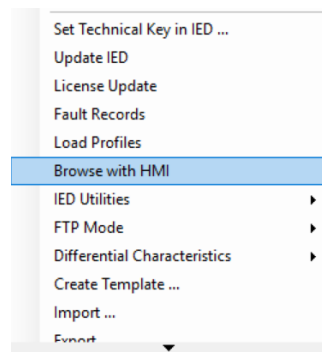 Set Technical Key in IED ...
Update IED
License Update
Fault Records
Load Profiles
Browse with HMI
IED Utilities
FTP Mode
Differential Characteristics
Create Template ...
Import ...
Export